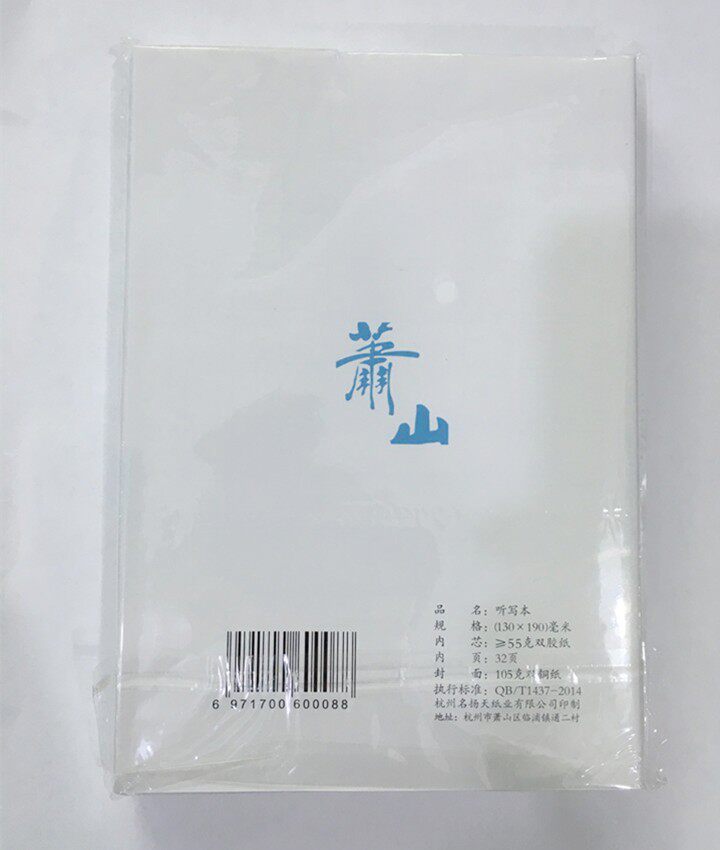 萧
山
品 名：听写本
规 格：(130×190)毫米
内 芯：≥55克双胶纸
内 页：32页
封 面：105克双铜纸
执行标准：QB/T1437-2014
杭州名扬天纸业有限公司印制
地址：杭州市萧山区临浦镇通二村
6 971700 600088